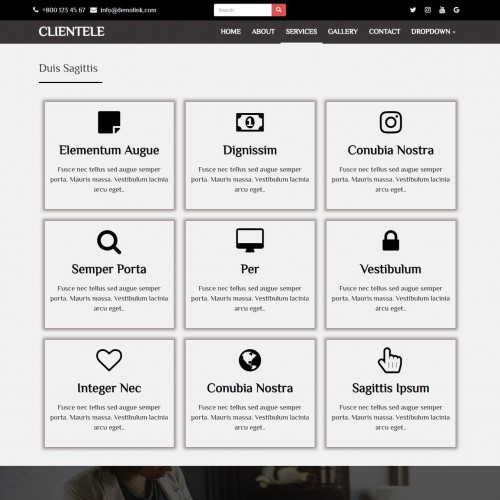 +800 123 45 67 info@demolink.com Search
CLIENTELE HOME ABOUT SERVICES GALLERY CONTACT DROPDOWN
Duis Sagittis
Elementum Augue
Fusce nec tellus sed augue semper
porta. Mauris massa. Vestibulum lacinia
arcu eget..
Dignissim
Fusce nec tellus sed augue semper
porta. Mauris massa. Vestibulum lacinia
arcu eget..
Conubia Nostra
Fusce nec tellus sed augue semper
porta. Mauris massa. Vestibulum lacinia
arcu eget..
Semper Porta
Fusce nec tellus sed augue semper
porta. Mauris massa. Vestibulum lacinia
arcu eget..
Per
Fusce nec tellus sed augue semper
porta. Mauris massa. Vestibulum lacinia
arcu eget..
Vestibulum
Fusce nec tellus sed augue semper
porta. Mauris massa. Vestibulum lacinia
arcu eget..
Integer Nec
Fusce nec tellus sed augue semper
porta. Mauris massa. Vestibulum lacinia
arcu eget..
Conubia Nostra
Fusce nec tellus sed augue semper
porta. Mauris massa. Vestibulum lacinia
arcu eget..
Sagittis Ipsum
Fusce nec tellus sed augue semper
porta. Mauris massa. Vestibulum lacinia
arcu eget..